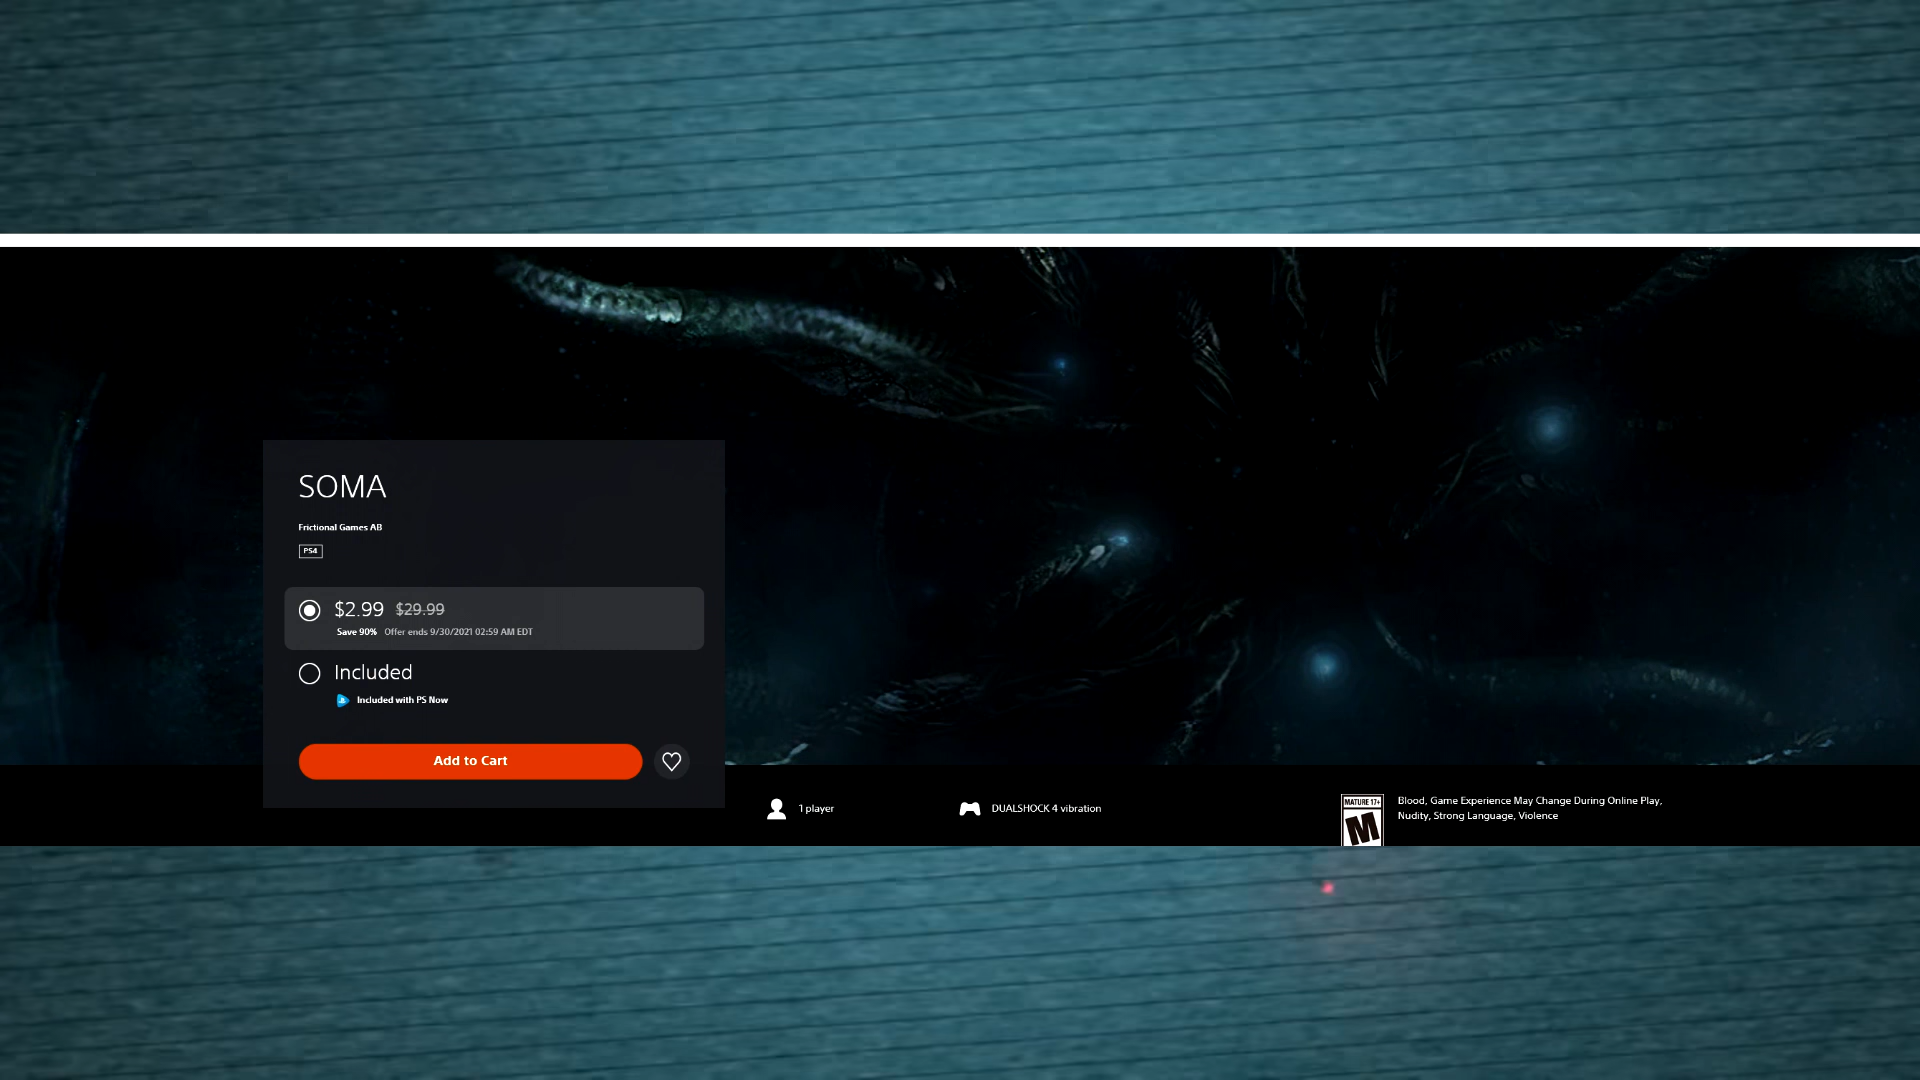 SOMA
Frictional Games AB
PS4
$2.99 $29.99
Save 90% Offer ends 9/30/2021 02:59 AM EDT
Included
Included with PS Now
Add to Cart
1 player
DUALSHOCK 4 vibration
MATURE 17+
M
Blood, Game Experience May Change During Online Play,
Nudity, Strong Language, Violence